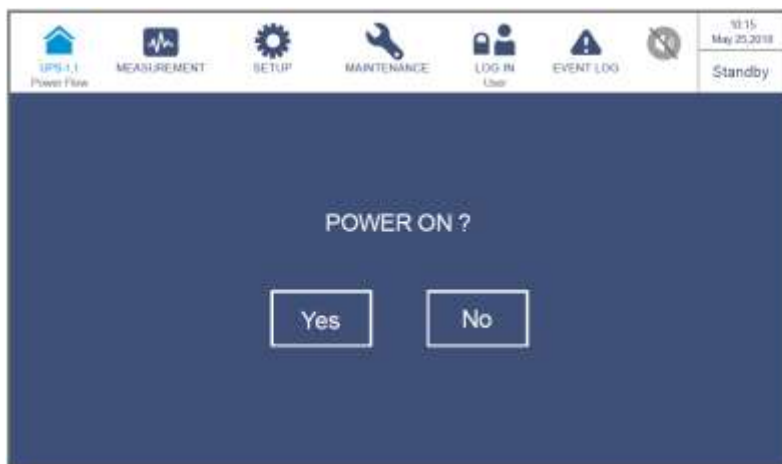 UPS-1,1
Power Flow
MEASUREMENT
SETUP
MAINTENANCE
LOG IN
User
EVENT LOG
10:15
May 25,2018
Standby
POWER ON ?
Yes
No